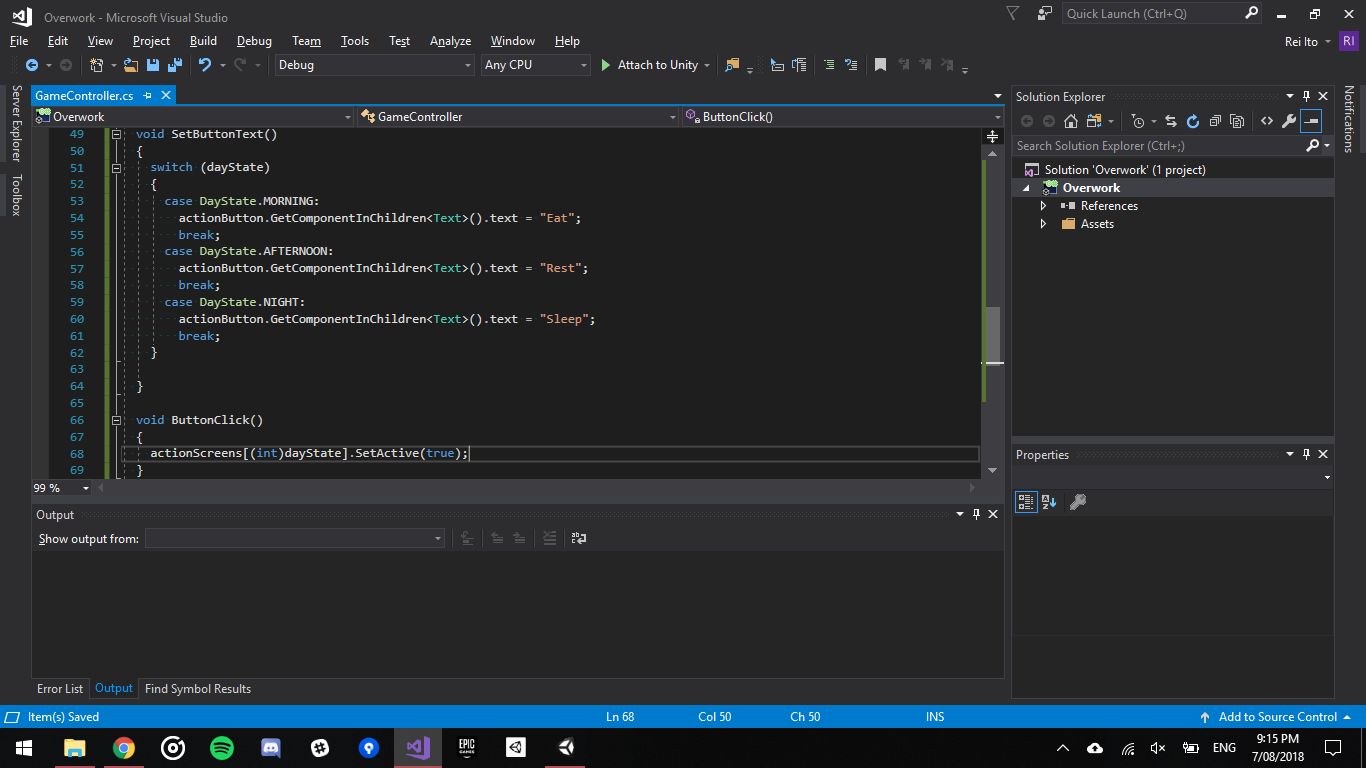 Overwork - Microsoft Visual Studio
Quick Launch (Ctrl+Q)
File Edit View Project Build Debug Team Tools Test Analyze Window Help
Rei Ito RI
Debug Any CPU Attach to Unity
Server Explorer
Toolbox
GameController.cs
Overwork GameController ButtonClick()
49 void SetButtonText()
50 {
51 switch (dayState)
52 {
53 case DayState.MORNING:
54 actionButton.GetComponentInChildren<Text>().text = "Eat";
55 break;
56 case DayState.AFTERNOON:
57 actionButton.GetComponentInChildren<Text>().text = "Rest";
58 break;
59 case DayState.NIGHT:
60 actionButton.GetComponentInChildren<Text>().text = "Sleep";
61 break;
62 }
63
64 }
65
66 void ButtonClick()
67 {
68 actionScreens[(int)dayState].SetActive(true);
69 }
99 %
Output
Show output from:
Error List Output Find Symbol Results
Solution Explorer
Search Solution Explorer (Ctrl+;)
Solution 'Overwork' (1 project)
Overwork
References
Assets
Properties
Notifications
Item(s) Saved Ln 68 Col 50 Ch 50 INS Add to Source Control
EPIC GAMES
ENG
9:15 PM
7/08/2018